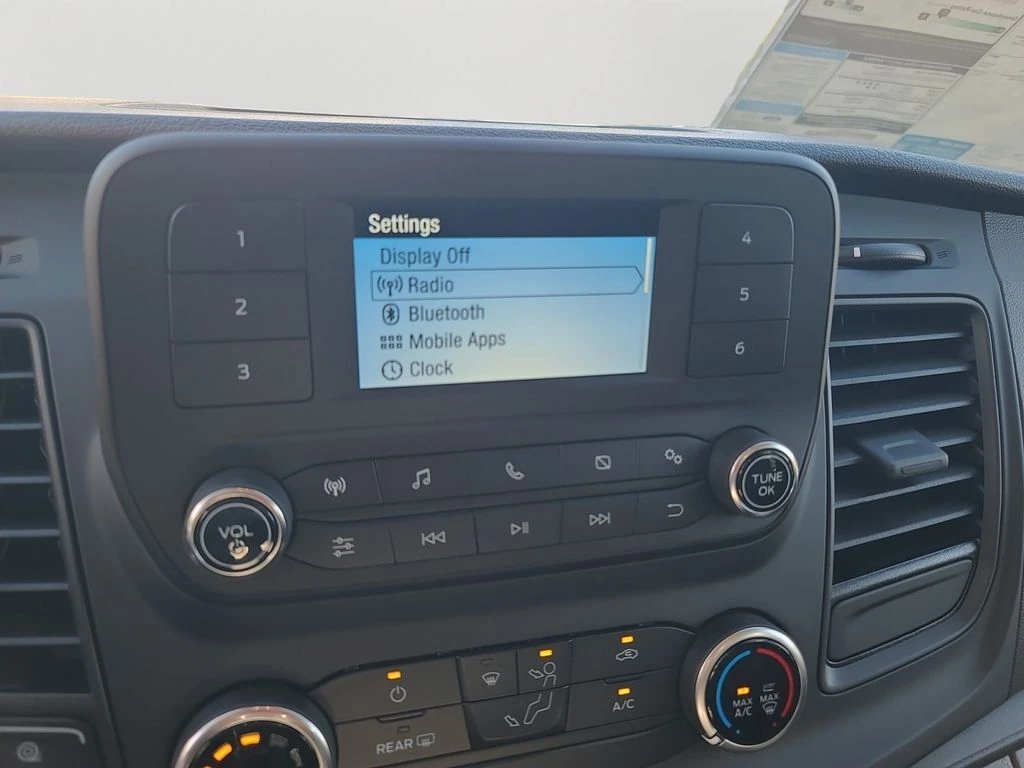 Settings
Display Off
Radio
Bluetooth
Mobile Apps
Clock
1
2
3
4
5
6
VOL
TUNE
OK
A/C
REAR
MAX
A/C
MAX